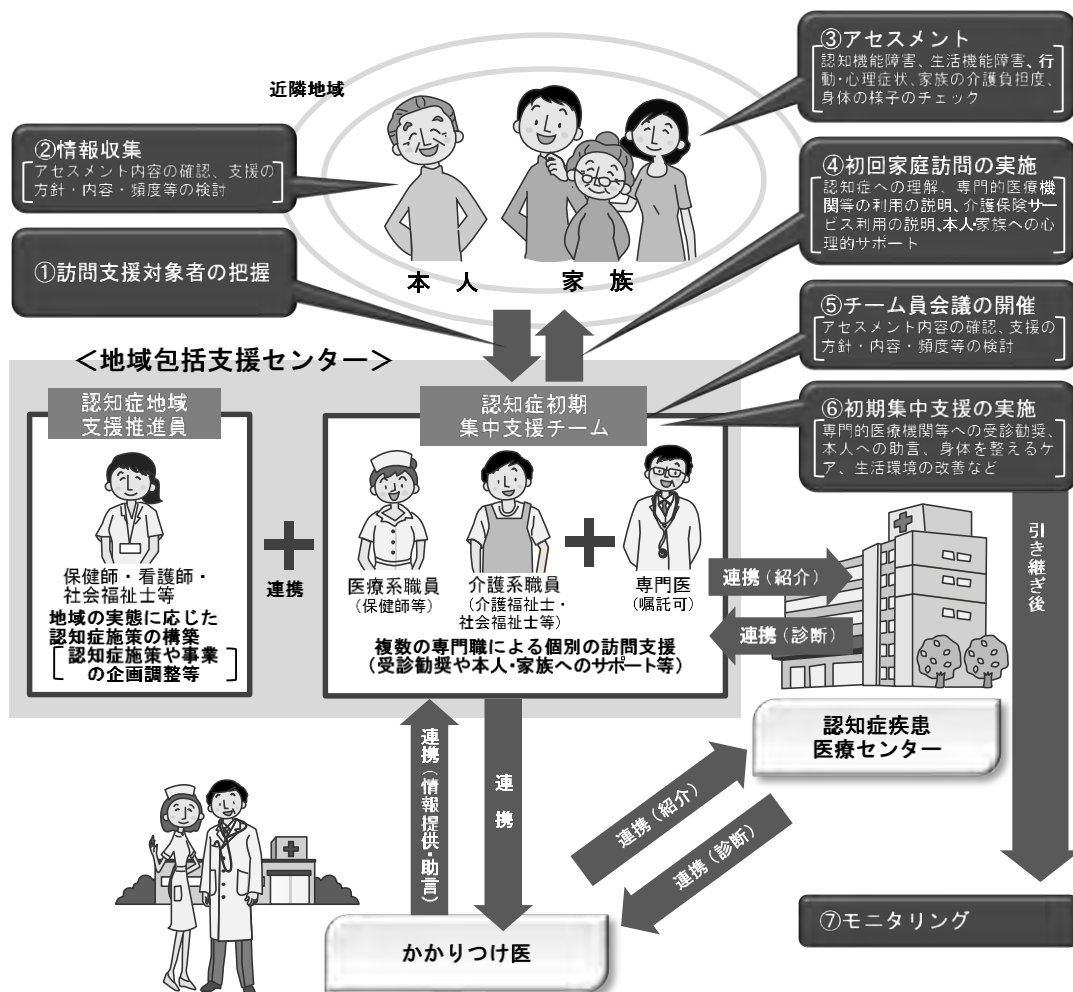 近隣地域
本人
家族
①訪問支援対象者の把握
②情報収集
アセスメント内容の確認、支援の
方針・内容・頻度等の検討
③アセスメント
認知機能障害、生活機能障害、行
動・心理症状、家族の介護負担度、
身体の様子のチェック
④初回家庭訪問の実施
認知症への理解、専門的医療機
関等の利用の説明、介護保険サー
ビス利用の説明、本人・家族への心
理的サポート
⑤チーム員会議の開催
アセスメント内容の確認、支援の
方針・内容・頻度等の検討
⑥初期集中支援の実施
専門的医療機関等への受診勧奨、
本人への助言、身体を整えるケ
ア、生活環境の改善など
引き継ぎ後
⑦モニタリング
＜地域包括支援センター＞
認知症地域
支援推進員
保健師・看護師・
社会福祉士等
地域の実態に応じた
認知症施策の構築
認知症施策や事業
の企画調整等
連携
認知症初期
集中支援チーム
医療系職員
（保健師等）
介護系職員
（介護福祉士・
社会福祉士等）
専門医
（嘱託可）
複数の専門職による個別の訪問支援
（受診勧奨や本人・家族へのサポート等）
連携（紹介）
連携（診断）
認知症疾患
医療センター
連携（情報提供・助言）
連携
連携（紹介）
連携（診断）
かかりつけ医